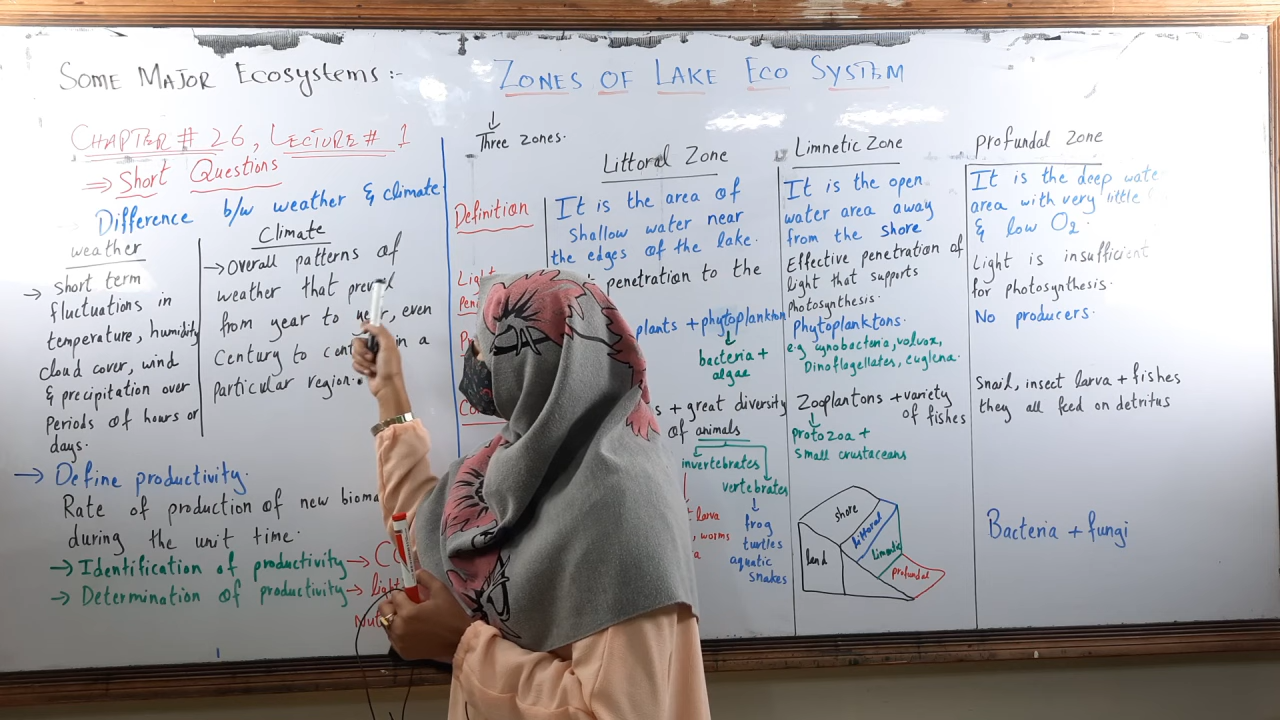 SOME MAJOR ECOSYSTEMS :-
CHAPTER # 26, LECTURE # 1
⇒ Short Questions
Difference b/w weather & climate
weather
→ short term
fluctuations in
temperature, humidity
cloud cover, wind
& precipitation over
Periods of hours or
days.
Climate
→ Overall patterns of
weather that
from year to year, even
Century to in a
particular region.
→ Define productivity.
Rate of production of new
during the unit time.
→ Identification of productivity →
→ Determination of productivity →
ZONES OF LAKE ECO SYSTEM
↓
Three zones.
Definition
Littoral Zone
It is the area of
Shallow water near
the edges of the lake.
penetration to the
plants + phytoplankton
↓
bacteria +
algae
+ great diversity
of animals
invertebrates
vertebrates
↓
larva
, worms
frog
turtles
aquatic
snakes
Limnetic Zone
It is the open
water area away
from the shore
Effective penetration of
light that supports
photosynthesis.
Phytoplanktons.
e.g cynobacteria, volvox,
Dinoflagellates, euglena.
Zooplantons + variety
of fishes
↓
protozoa +
small crustaceans
shore
littoral
Limntic
land
profundal
profundal Zone
It is the deep
area with very little
& low O2.
Light is insufficient
for photosynthesis.
No producers.
Snail, insect larva + fishes
they all feed on detritus
Bacteria + fungi